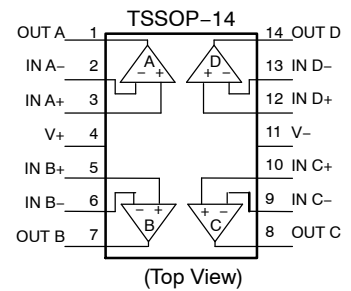 TSSOP−14
OUT A 1 14 OUT D
IN A− 2 A − + D + − 13 IN D−
IN A+ 3 12 IN D+
V+ 4 11 V−
IN B+ 5 10 IN C+
IN B− 6 − + B + − C 9 IN C−
OUT B 7 8 OUT C
(Top View)